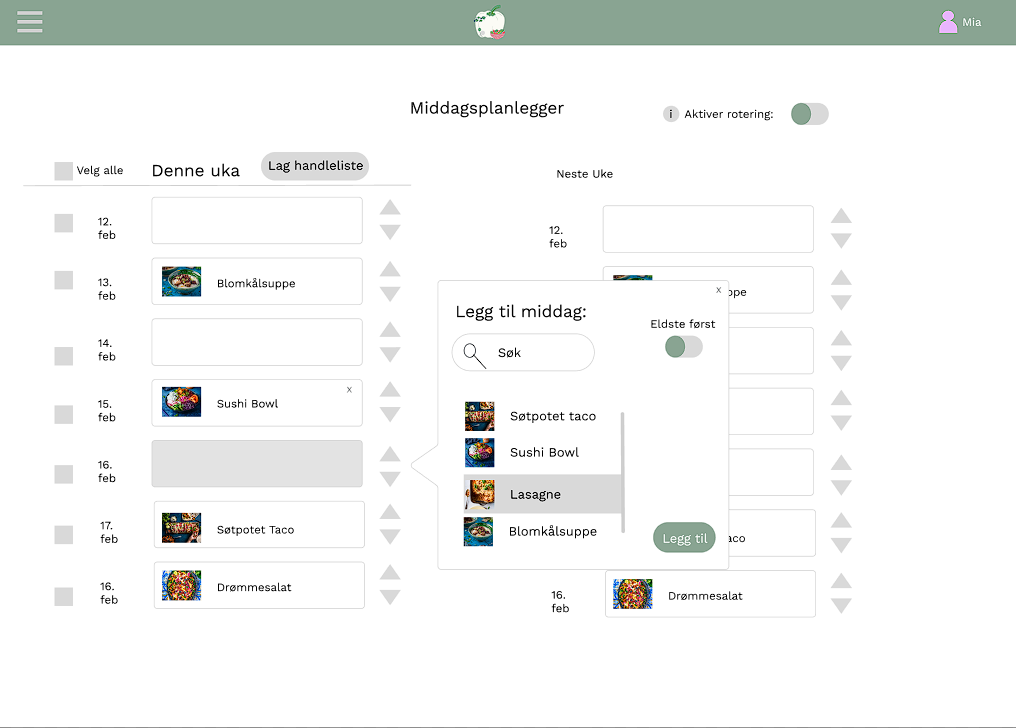 Mia
Middagsplanlegger
i Aktiver rotering:
Velg alle
Denne uka
Lag handleliste
12.
feb
13.
feb
Blomkålsuppe
14.
feb
15.
feb
Sushi Bowl
x
16.
feb
17.
feb
Søtpotet Taco
16.
feb
Drømmesalat
Neste Uke
12.
feb
ppe
x
Legg til middag:
Eldste først
Søk
Søtpotet taco
Sushi Bowl
Lasagne
Blomkålsuppe
Legg til
aco
16.
feb
Drømmesalat